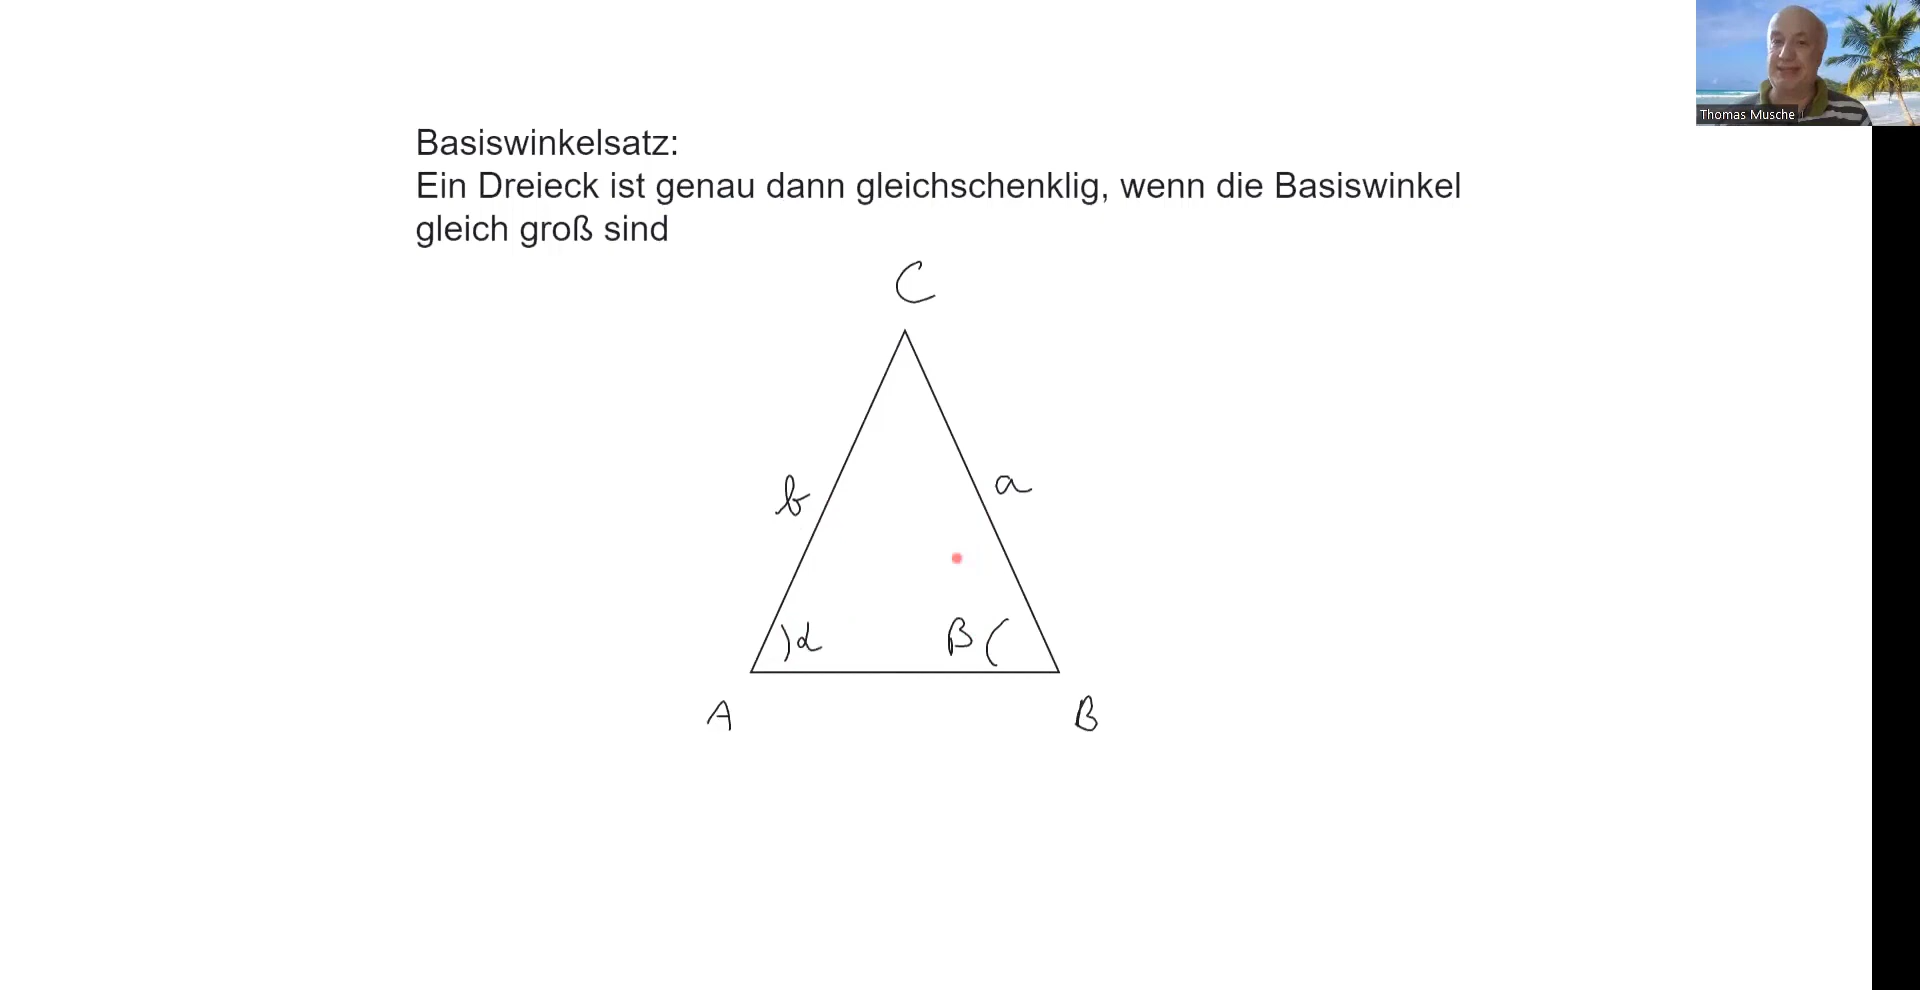 Thomas Musche
Basiswinkelsatz:
Ein Dreieck ist genau dann gleichschenklig, wenn die Basiswinkel
gleich groß sind
C
b
a
α
β
A
B